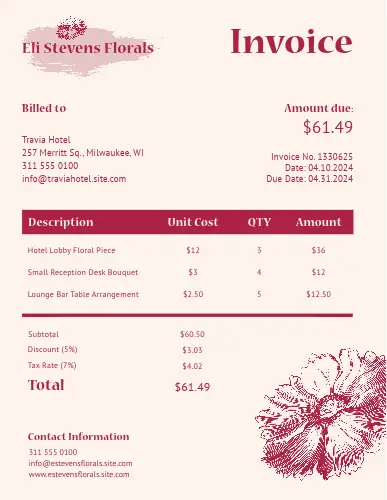 Eli Stevens Florals
Invoice
Billed to
Travia Hotel
257 Merritt Sq., Milwaukee, WI
311 555 0100
info@traviahotel.site.com
Amount due:
$61.49
Invoice No. 1330625
Date: 04.10.2024
Due Date: 04.31.2024
Description Unit Cost QTY Amount
Hotel Lobby Floral Piece $12 3 $36
Small Reception Desk Bouquet $3 4 $12
Lounge Bar Table Arrangement $2.50 5 $12.50
Subtotal $60.50
Discount (5%) $3.03
Tax Rate (7%) $4.02
Total $61.49
Contact Information
311 555 0100
info@estevensflorals.site.com
www.estevensflorals.site.com